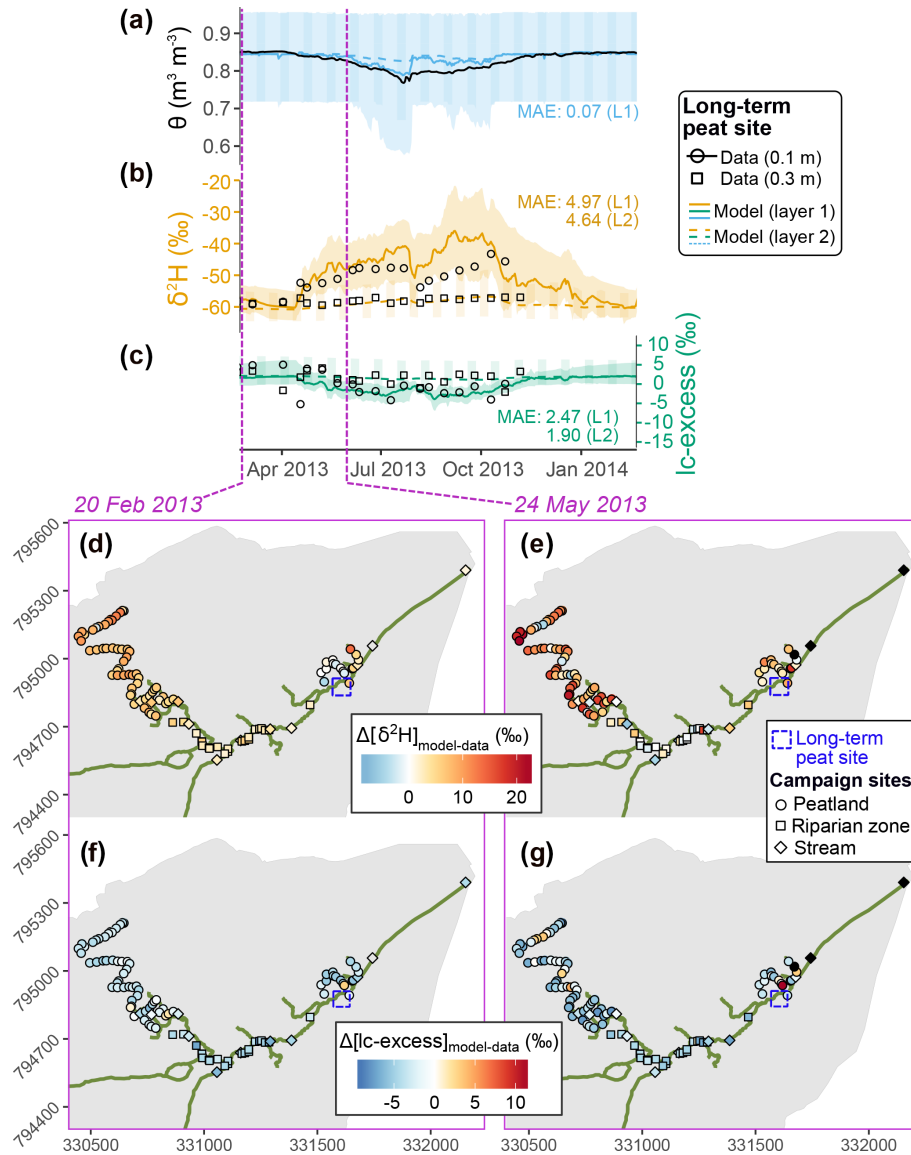 (a)
0.9
0.8
0.7
0.6
θ (m³ m⁻³)
MAE: 0.07 (L1)
Long-term
peat site
Data (0.1 m)
Data (0.3 m)
Model (layer 1)
Model (layer 2)
(b)
-20
-30
-40
-50
-60
δ²H (‰)
MAE: 4.97 (L1)
4.64 (L2)
(c)
10
5
0
-5
-10
-15
lc-excess (‰)
MAE: 2.47 (L1)
1.90 (L2)
Apr 2013 Jul 2013 Oct 2013 Jan 2014
20 Feb 2013 24 May 2013
(d) (e)
795600
795300
795000
794700
794400
Δ[δ²H]model-data (‰)
0 10 20
Long-term
peat site
Campaign sites
Peatland
Riparian zone
Stream
(f) (g)
795600
795300
795000
794700
794400
Δ[lc-excess]model-data (‰)
-5 0 5 10
330500 331000 331500 332000 330500 331000 331500 332000